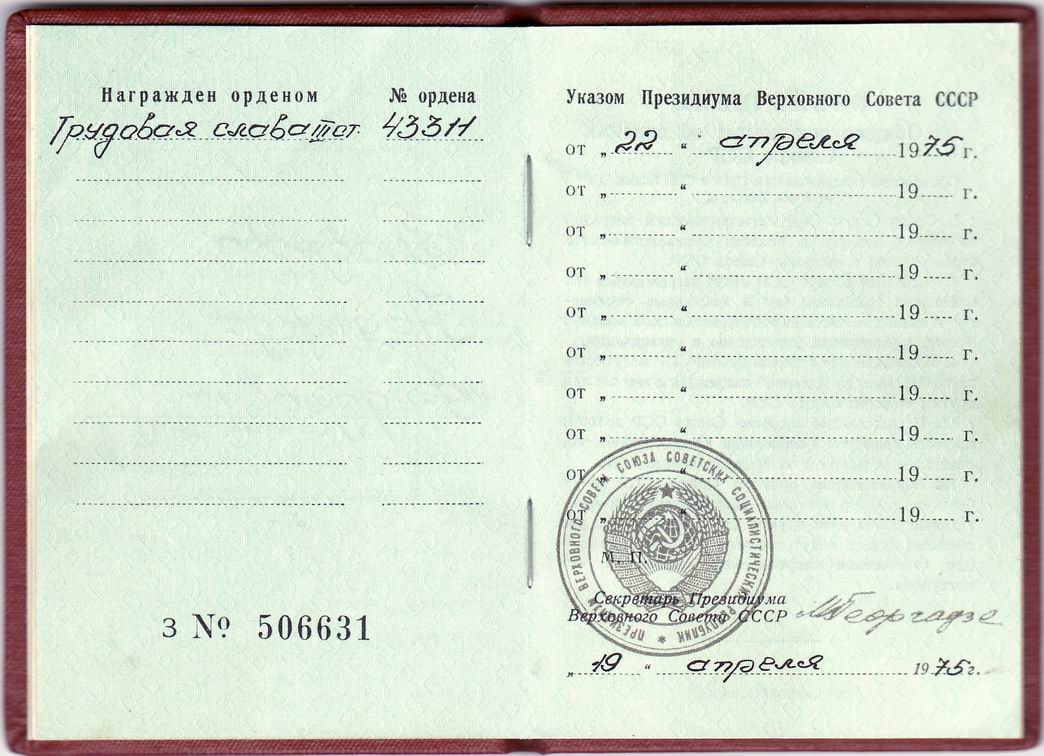 Награжден орденом № ордена
Трудовая слава III ст. 43311
З № 506631
Указом Президиума Верховного Совета СССР
от „ 22 “ апреля 1975 г.
от „ “ 19 г.
от „ “ 19 г.
от „ “ 19 г.
от „ “ 19 г.
от „ “ 19 г.
от „ “ 19 г.
от „ “ 19 г.
от „ “ 19 г.
от „ “ 19 г.
ПРЕЗИДИУМ ВЕРХОВНОГО СОВЕТА СОЮЗА СОВЕТСКИХ СОЦИАЛИСТИЧЕСКИХ РЕСПУБЛИК
М. П.
Секретарь Президиума
Верховного Совета СССР МГеоргадзе
„ 19 “ апреля 1975 г.